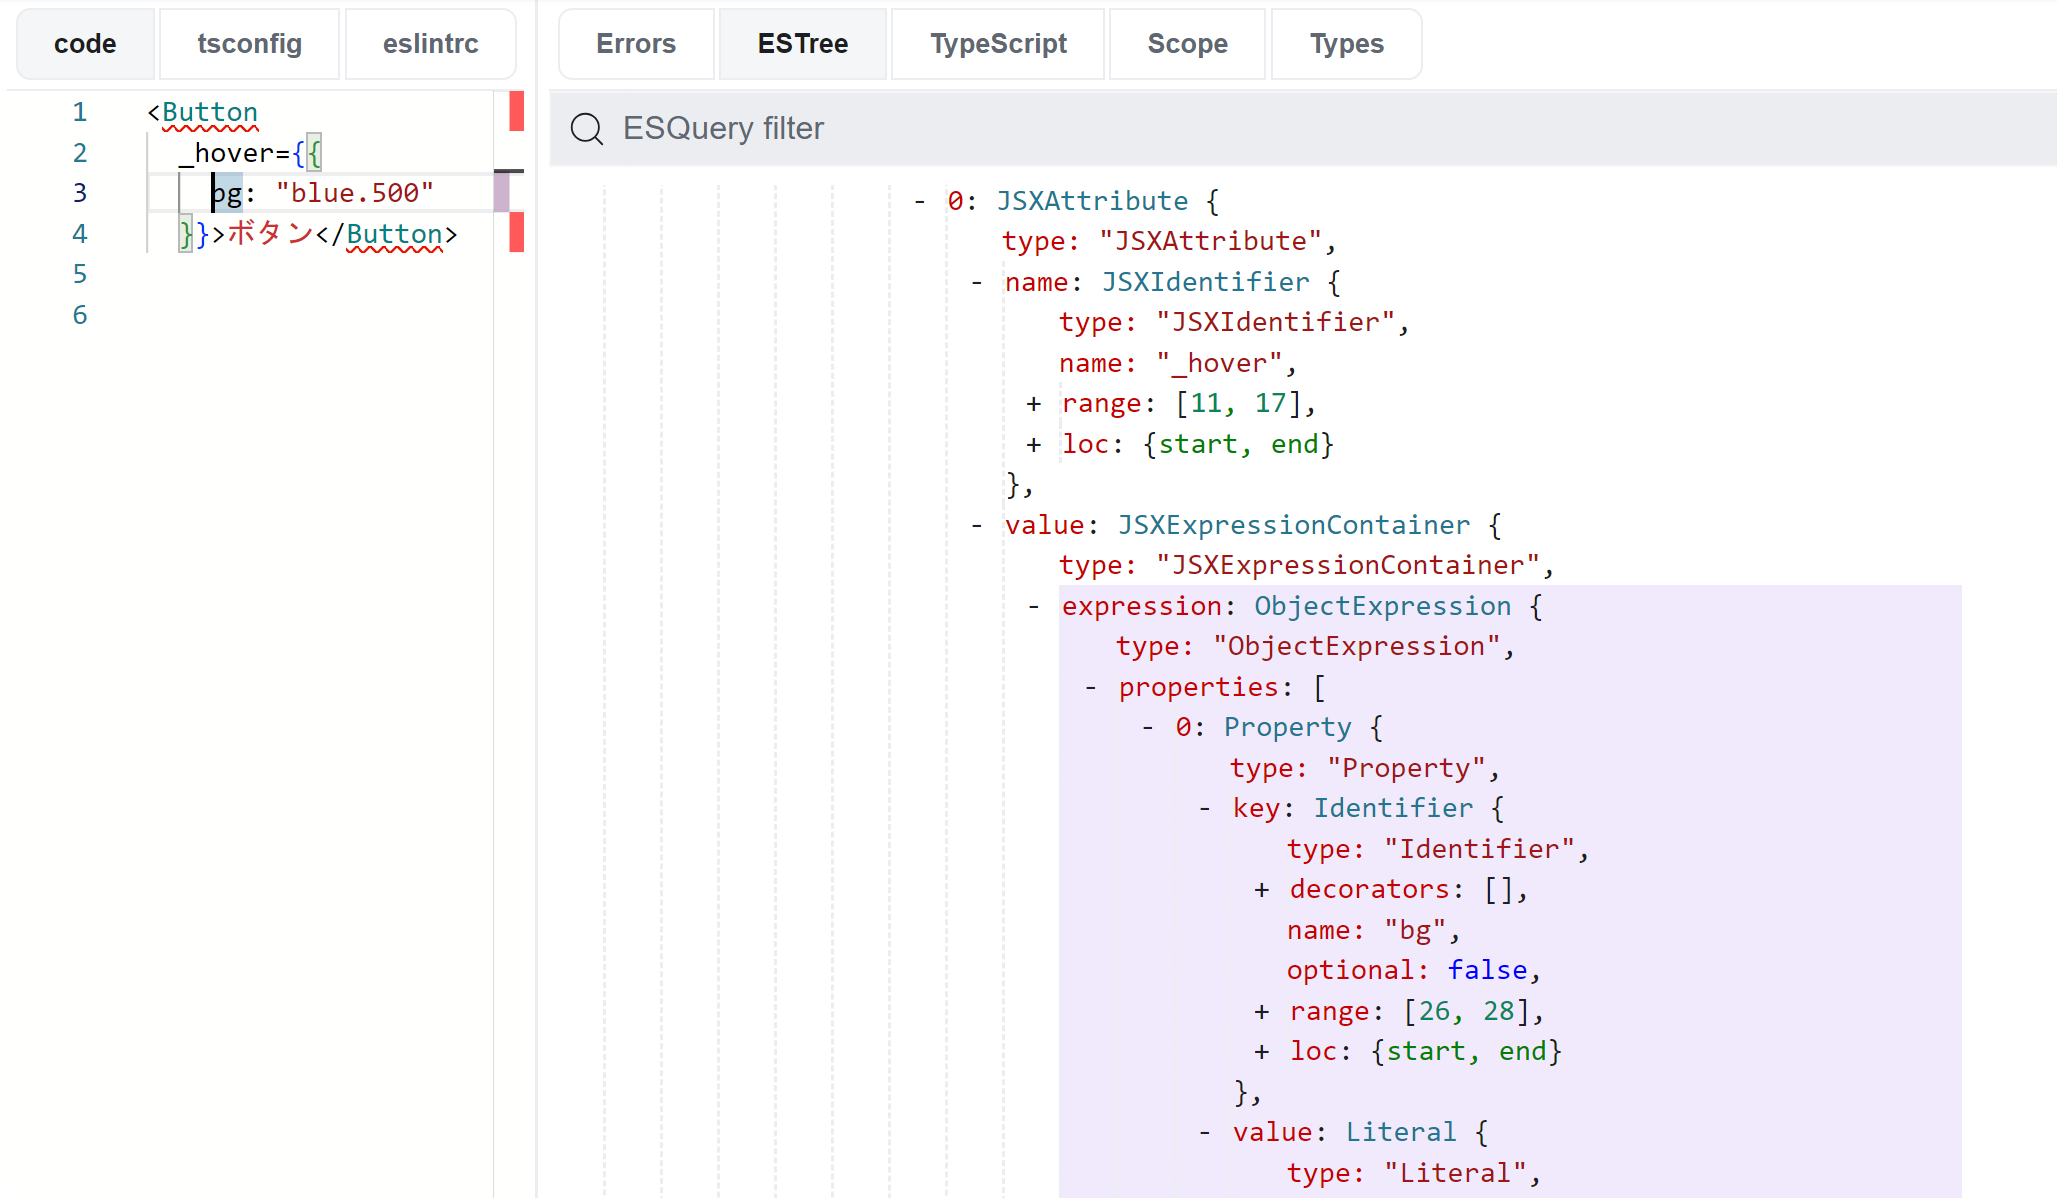 code tsconfig eslintrc
1 <Button
2 _hover={{
3 bg: "blue.500"
4 }}>ボタン</Button>
5
6
Errors ESTree TypeScript Scope Types
ESQuery filter
- 0: JSXAttribute {
type: "JSXAttribute",
- name: JSXIdentifier {
type: "JSXIdentifier",
name: "_hover",
+ range: [11, 17],
+ loc: {start, end}
},
- value: JSXExpressionContainer {
type: "JSXExpressionContainer",
- expression: ObjectExpression {
type: "ObjectExpression",
- properties: [
- 0: Property {
type: "Property",
- key: Identifier {
type: "Identifier",
+ decorators: [],
name: "bg",
optional: false,
+ range: [26, 28],
+ loc: {start, end}
},
- value: Literal {
type: "Literal",